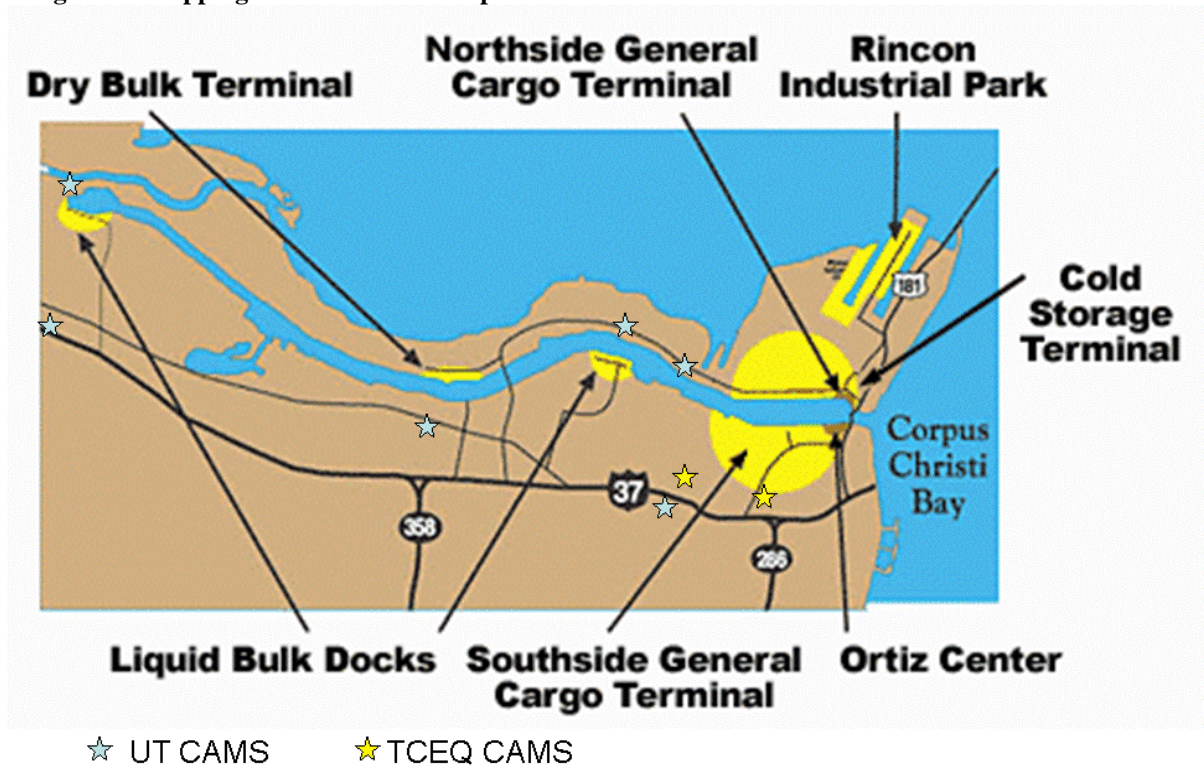 Northside General
Cargo Terminal
Rincon
Industrial Park
Dry Bulk Terminal
181
Cold
Storage
Terminal
Corpus
Christi
Bay
37
358
286
Liquid Bulk Docks
Southside General
Cargo Terminal
Ortiz Center
UT CAMS
TCEQ CAMS